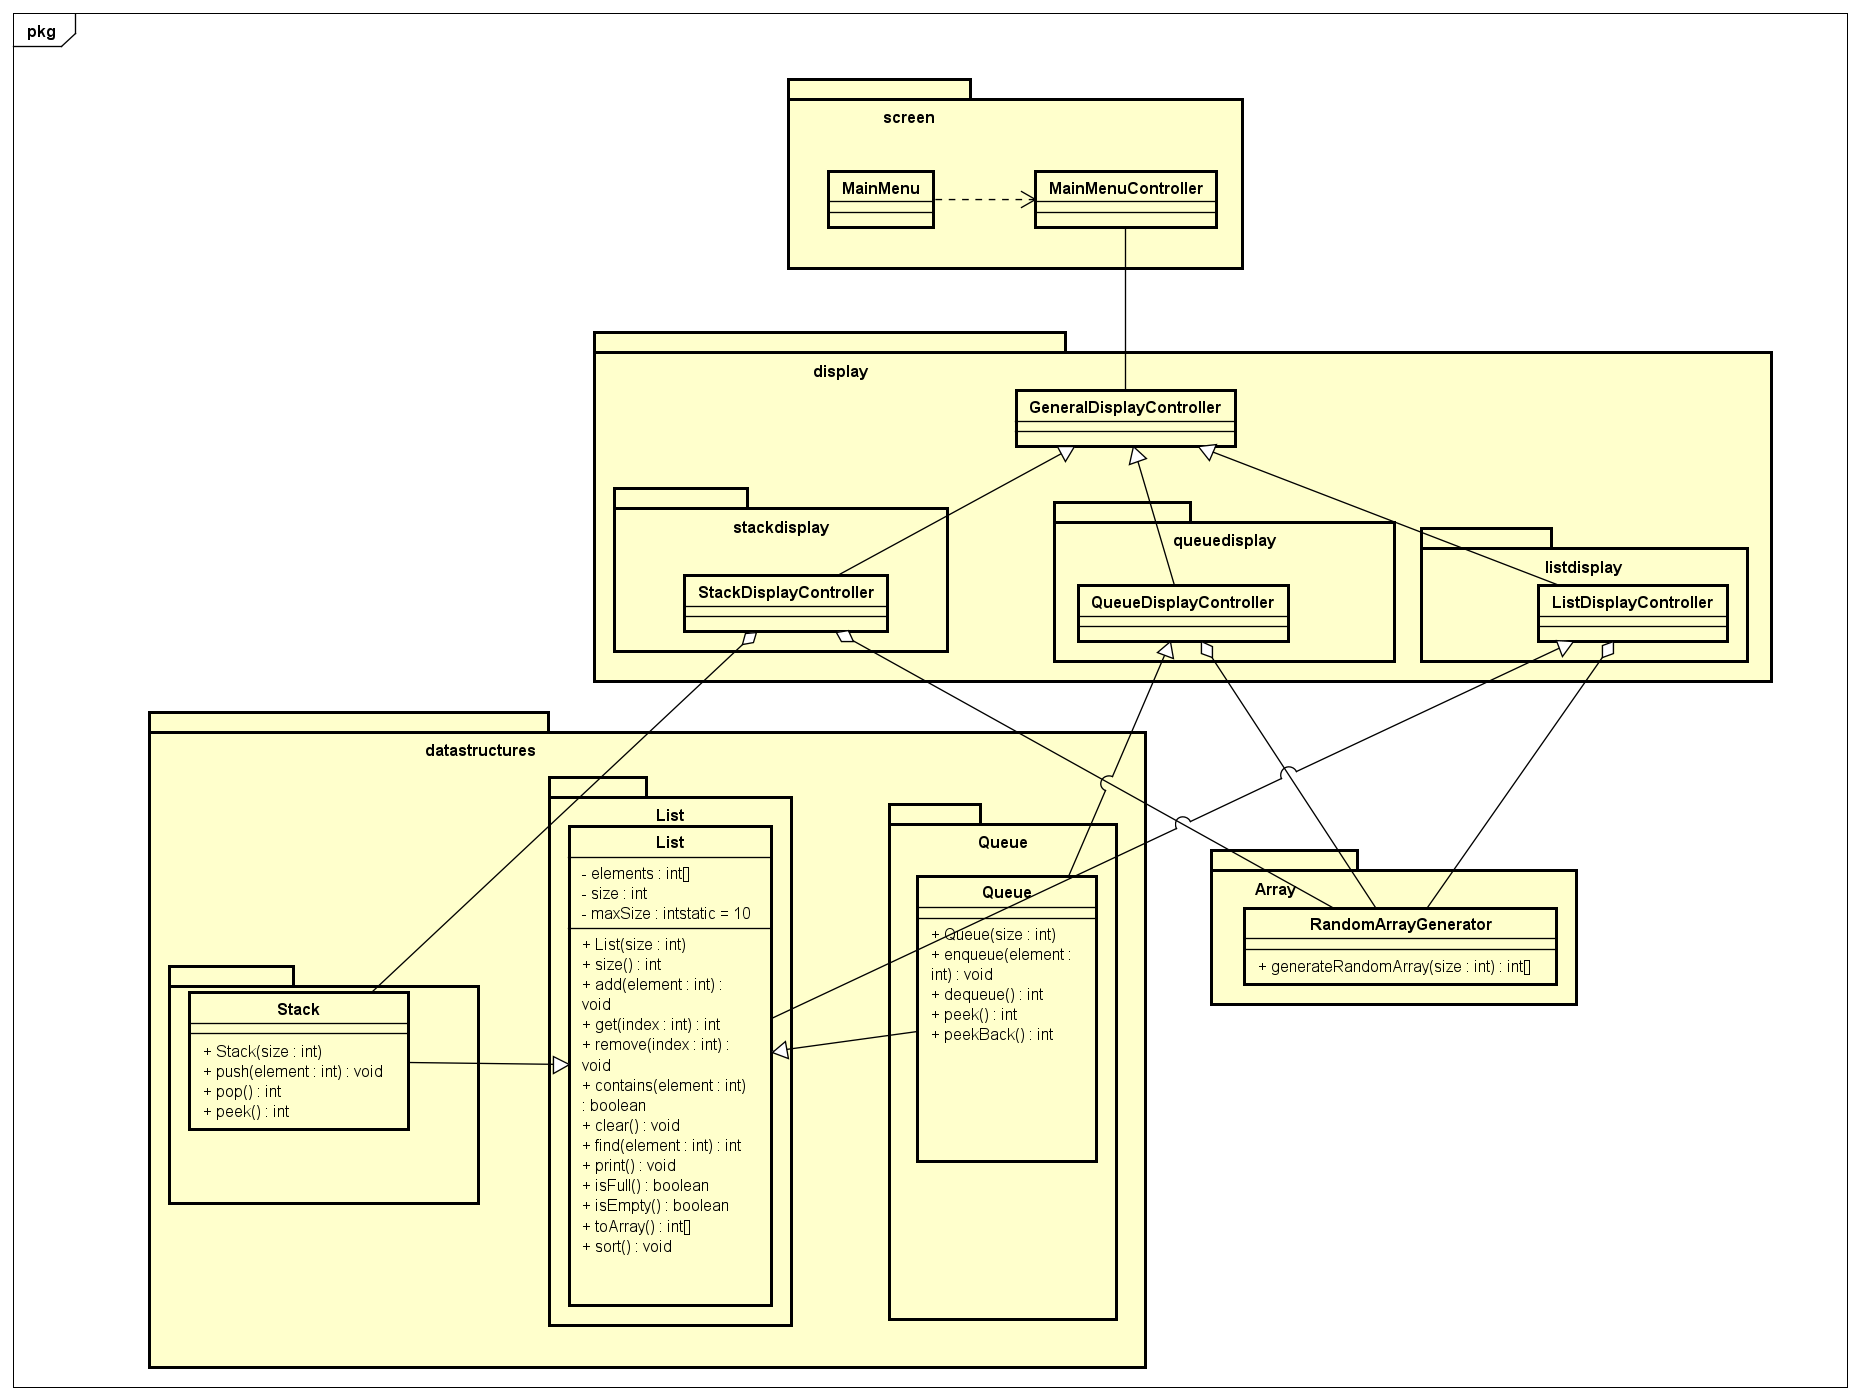 pkg
screen
MainMenu
MainMenuController
display
GeneralDisplayController
stackdisplay
StackDisplayController
queuedisplay
QueueDisplayController
listdisplay
ListDisplayController
datastructures
Stack
+ Stack(size : int)
+ push(element : int) : void
+ pop() : int
+ peek() : int
List
List
- elements : int[]
- size : int
- maxSize : intstatic = 10
+ List(size : int)
+ size() : int
+ add(element : int) :
void
+ get(index : int) : int
+ remove(index : int) :
void
+ contains(element : int)
: boolean
+ clear() : void
+ find(element : int) : int
+ print() : void
+ isFull() : boolean
+ isEmpty() : boolean
+ toArray() : int[]
+ sort() : void
Queue
Queue
+ Queue(size : int)
+ enqueue(element :
int) : void
+ dequeue() : int
+ peek() : int
+ peekBack() : int
Array
RandomArrayGenerator
+ generateRandomArray(size : int) : int[]